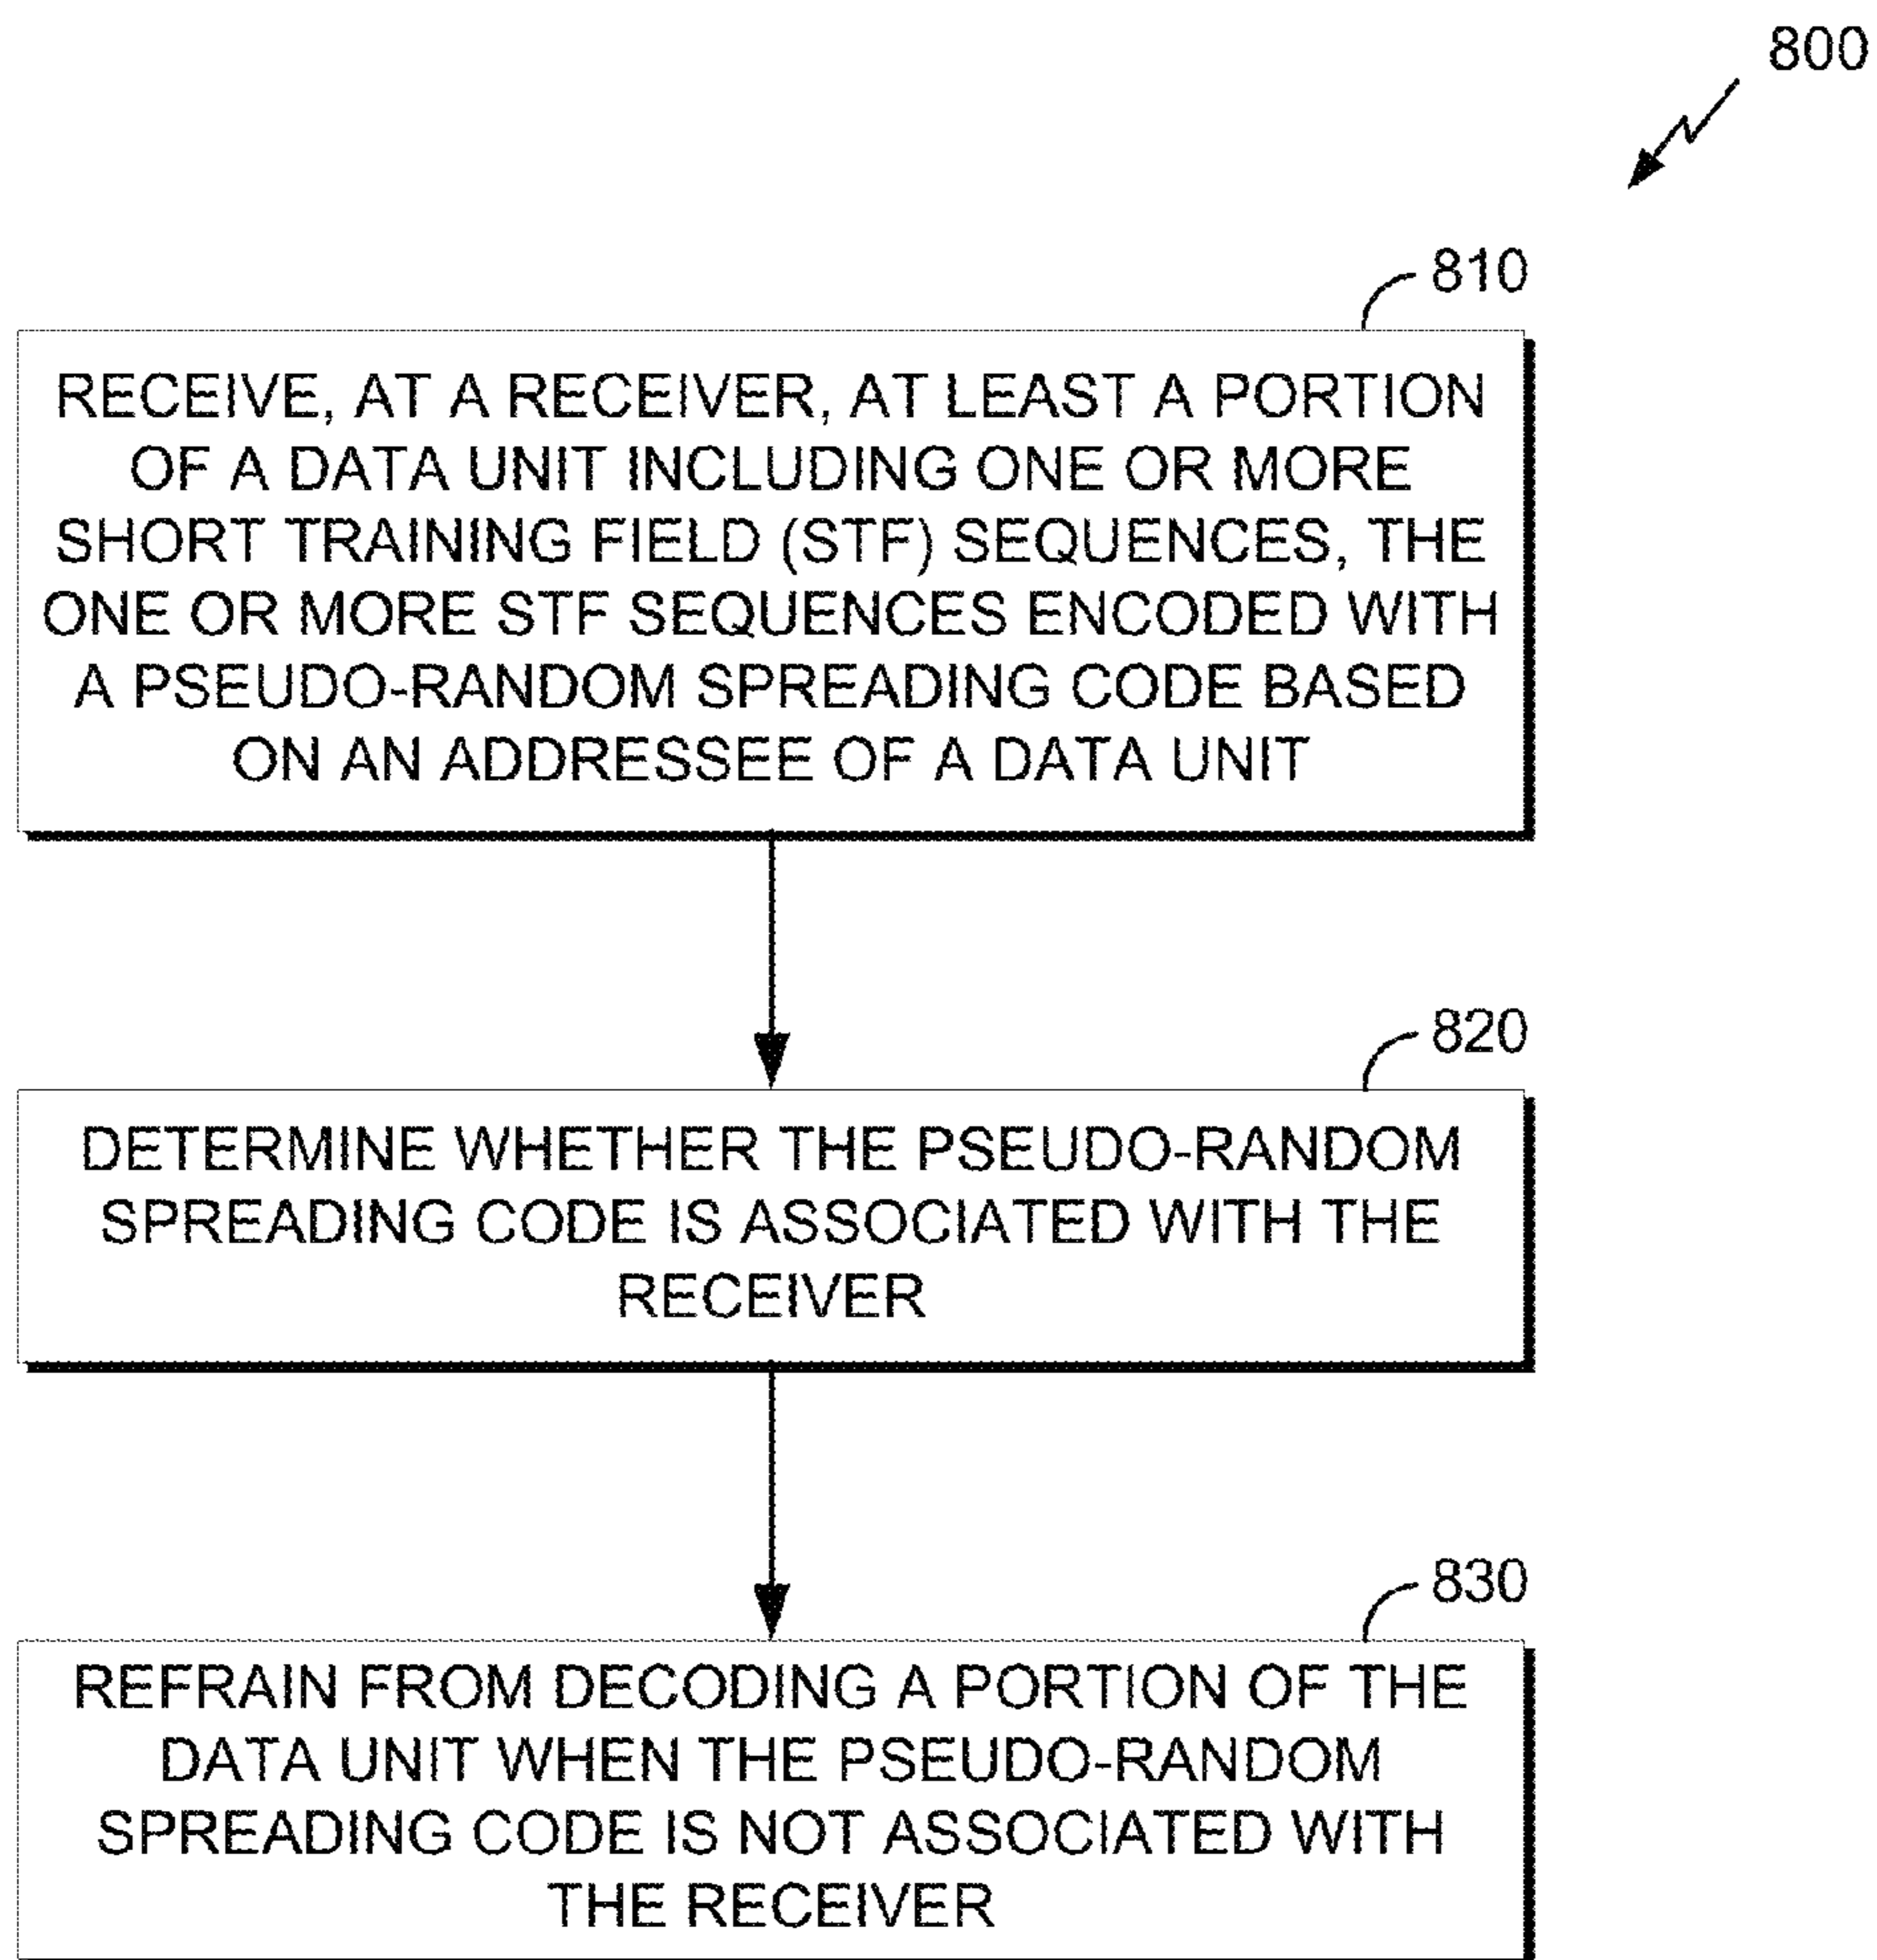 800
810
RECEIVE, AT A RECEIVER, AT LEAST A PORTION
OF A DATA UNIT INCLUDING ONE OR MORE
SHORT TRAINING FIELD (STF) SEQUENCES, THE
ONE OR MORE STF SEQUENCES ENCODED WITH
A PSEUDO-RANDOM SPREADING CODE BASED
ON AN ADDRESSEE OF A DATA UNIT
820
DETERMINE WHETHER THE PSEUDO-RANDOM
SPREADING CODE IS ASSOCIATED WITH THE
RECEIVER
830
REFRAIN FROM DECODING A PORTION OF THE
DATA UNIT WHEN THE PSEUDO-RANDOM
SPREADING CODE IS NOT ASSOCIATED WITH
THE RECEIVER